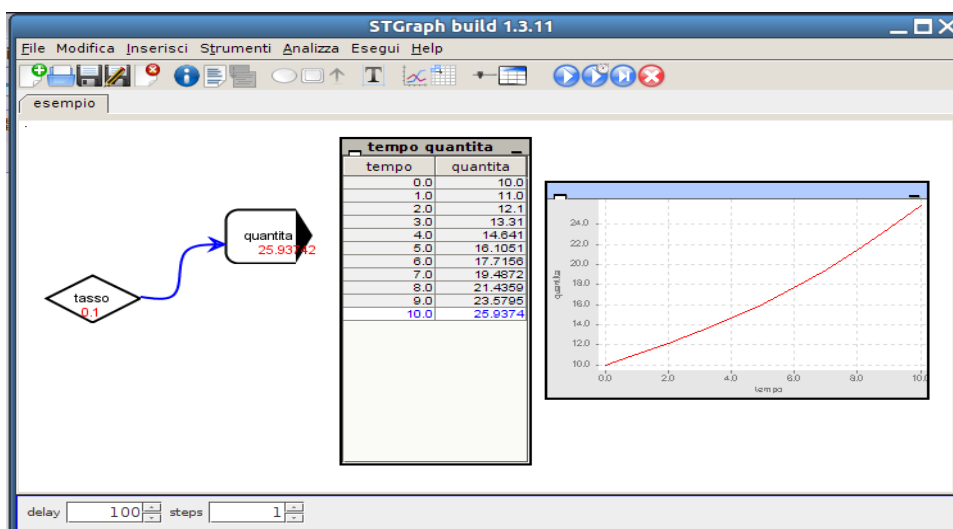 STGraph build 1.3.11
File Modifica Inserisci Strumenti Analizza Esegui Help
T
esempio
tasso
0.1
quantita
25.93742
tempo quantita
tempo quantita
0.0 10.0
1.0 11.0
2.0 12.1
3.0 13.31
4.0 14.641
5.0 16.1051
6.0 17.7156
7.0 19.4872
8.0 21.4359
9.0 23.5795
10.0 25.9374
quantita
24.0
22.0
20.0
18.0
16.0
14.0
12.0
10.0
0.0 2.0 4.0 6.0 8.0 10.0
tempo
delay 100 steps 1